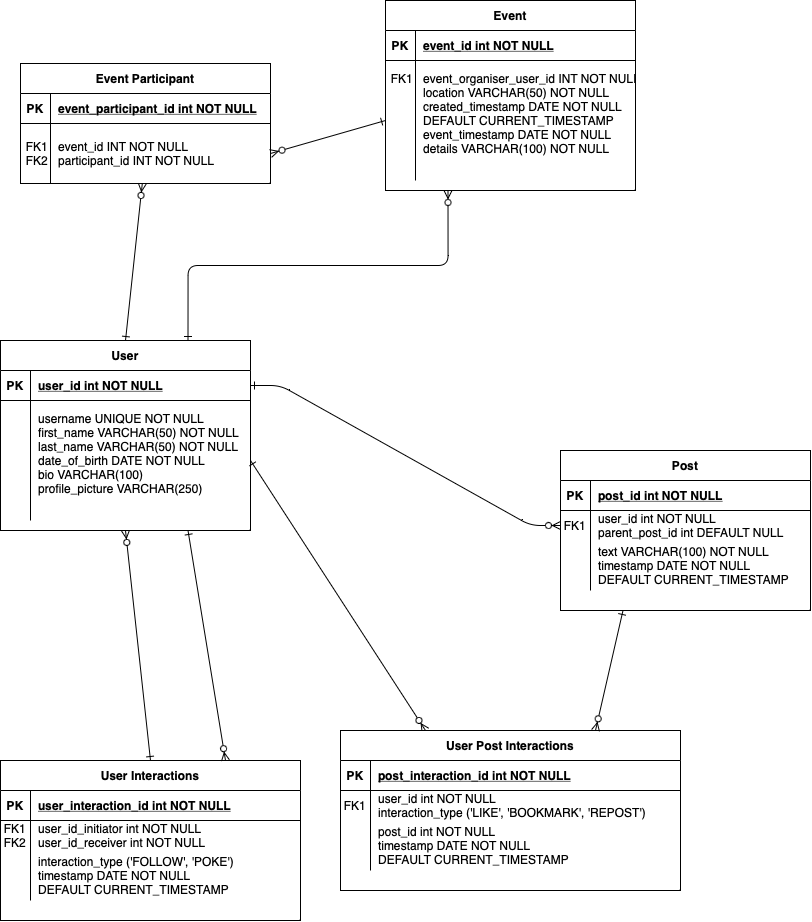 Event
PK event_id int NOT NULL
FK1 event_organiser_user_id INT NOT NUL
location VARCHAR(50) NOT NULL
created_timestamp DATE NOT NULL
DEFAULT CURRENT_TIMESTAMP
event_timestamp DATE NOT NULL
details VARCHAR(100) NOT NULL
Event Participant
PK event_participant_id int NOT NULL
FK1 event_id INT NOT NULL
FK2 participant_id INT NOT NULL
User
PK user_id int NOT NULL
username UNIQUE NOT NULL
first_name VARCHAR(50) NOT NULL
last_name VARCHAR(50) NOT NULL
date_of_birth DATE NOT NULL
bio VARCHAR(100)
profile_picture VARCHAR(250)
Post
PK post_id int NOT NULL
FK1 user_id int NOT NULL
parent_post_id int DEFAULT NULL
text VARCHAR(100) NOT NULL
timestamp DATE NOT NULL
DEFAULT CURRENT_TIMESTAMP
User Interactions
PK user_interaction_id int NOT NULL
FK1 user_id_initiator int NOT NULL
FK2 user_id_receiver int NOT NULL
interaction_type ('FOLLOW', 'POKE')
timestamp DATE NOT NULL
DEFAULT CURRENT_TIMESTAMP
User Post Interactions
PK post_interaction_id int NOT NULL
FK1 user_id int NOT NULL
interaction_type ('LIKE', 'BOOKMARK', 'REPOST')
post_id int NOT NULL
timestamp DATE NOT NULL
DEFAULT CURRENT_TIMESTAMP